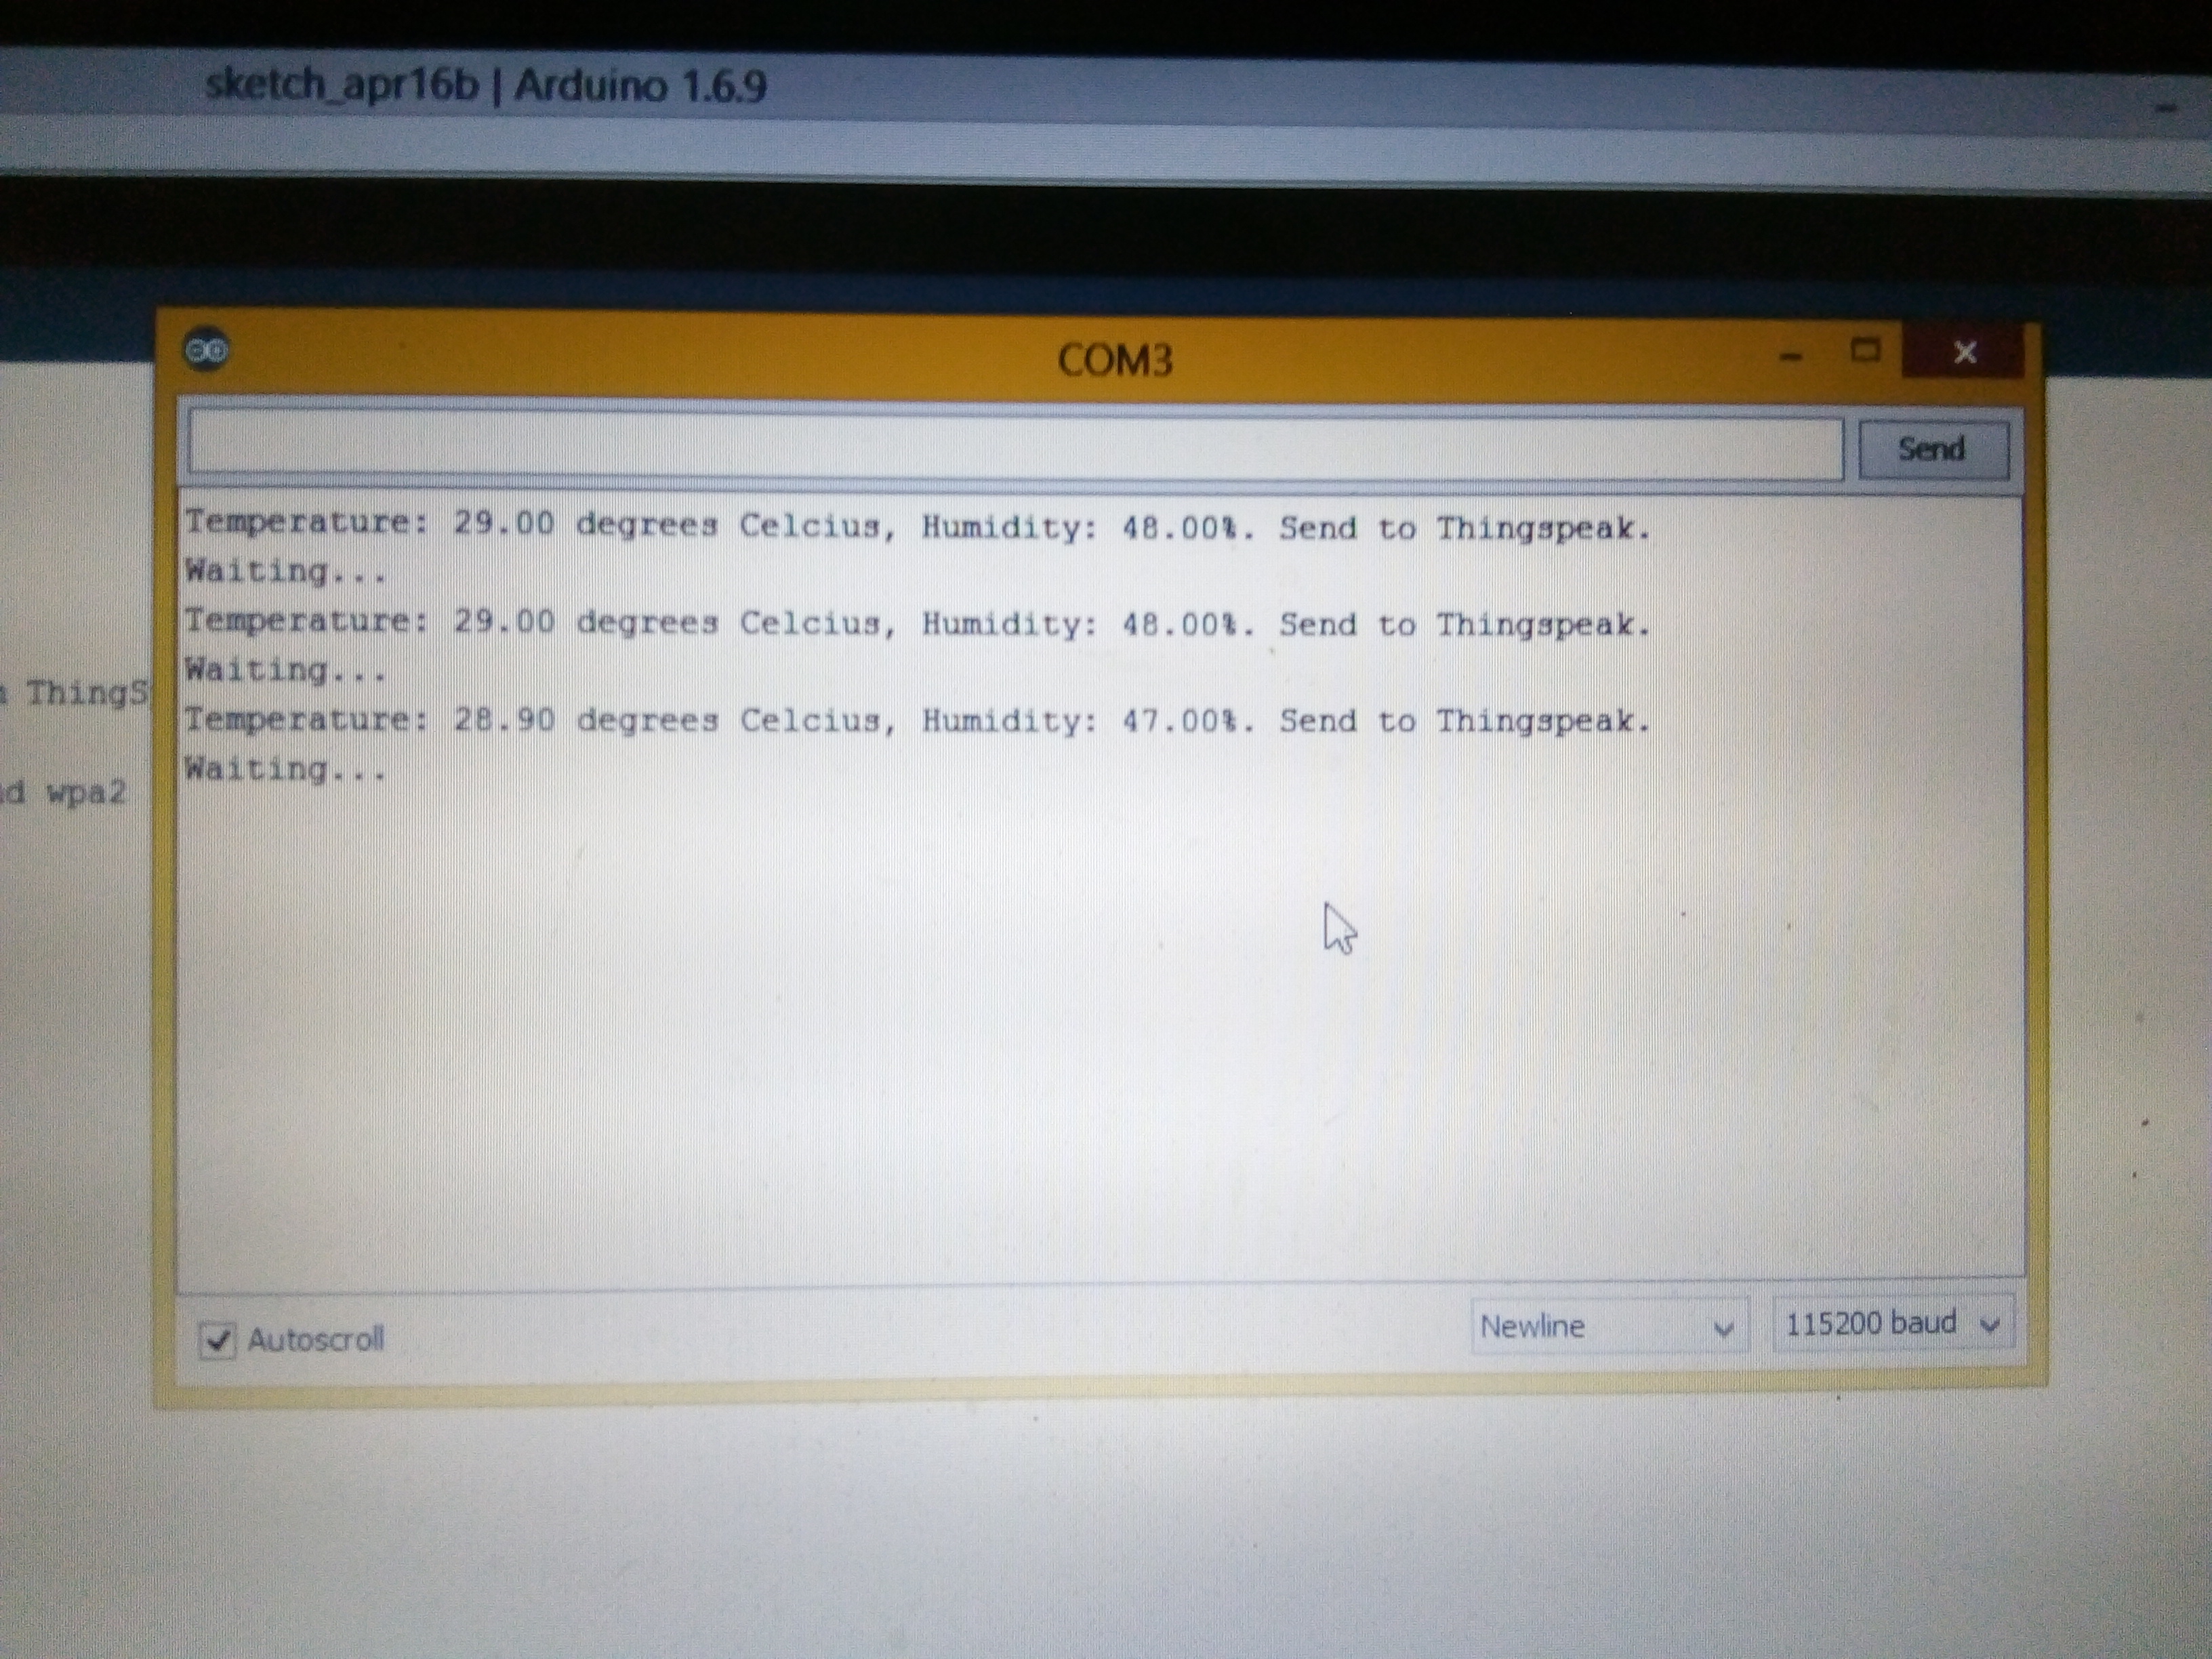 sketch_apr16b | Arduino 1.6.9
COM3
Send
Temperature: 29.00 degrees Celcius, Humidity: 48.00%. Send to Thingspeak.
Waiting...
Temperature: 29.00 degrees Celcius, Humidity: 48.00%. Send to Thingspeak.
Waiting...
ThingS
Temperature: 28.90 degrees Celcius, Humidity: 47.00%. Send to Thingspeak.
Waiting...
wpa2
Autoscroll
Newline
115200 baud